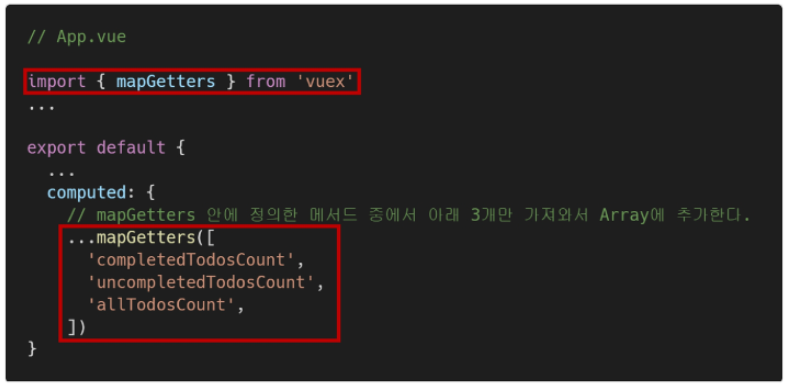 // App.vue
import { mapGetters } from 'vuex'
...
export default {
  ...
  computed: {
    // mapGetters 안에 정의한 메서드 중에서 아래 3개만 가져와서 Array에 추가한다.
    ...mapGetters([
      'completedTodosCount',
      'uncompletedTodosCount',
      'allTodosCount',
    ])
}